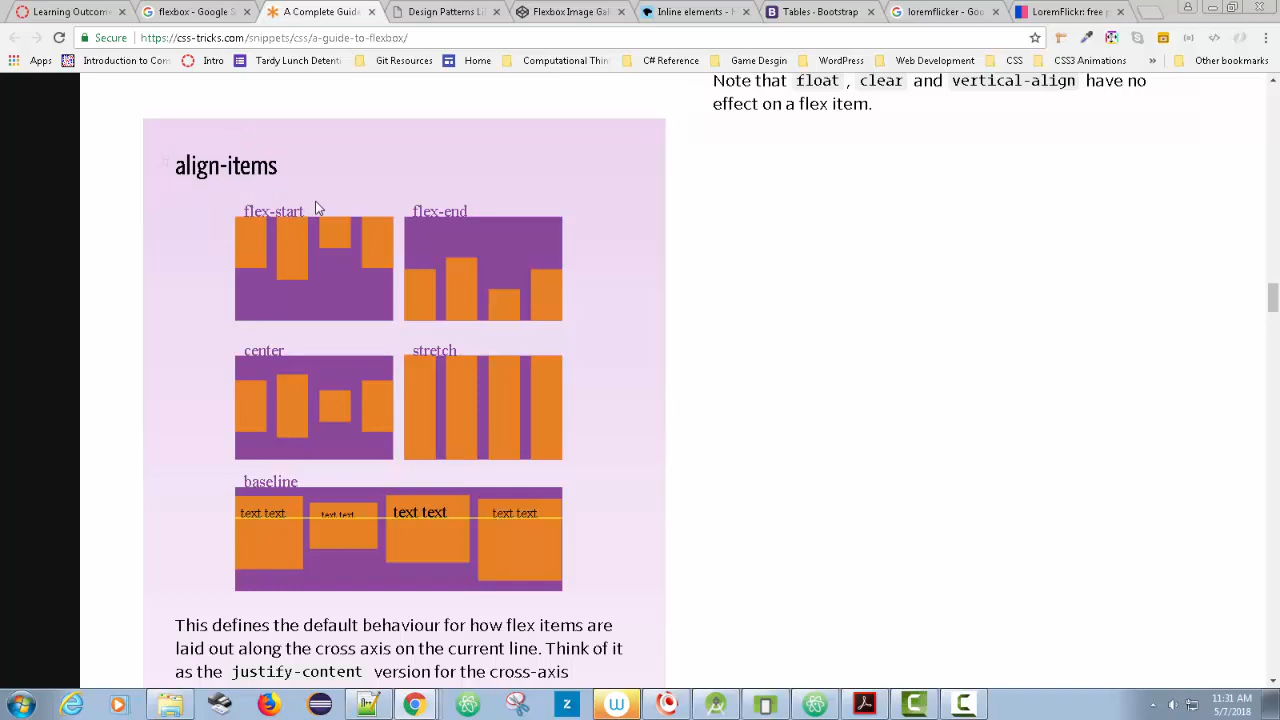 Learning Outcome
flexbox - Google S
A Complete Guide
Design Patterns Li
Flexbox Image Gal
Inline elements - H
Tables - Bootstrap
loremflicker - Goo
LoremFlickr: free p
Secure
https://css-tricks.com/snippets/css/a-guide-to-flexbox/
Apps
Introduction to Com
Intro
Tardy Lunch Detent
Git Resources
Home
Computational Thin
C# Reference
Game Desgin
WordPress
Web Development
CSS
CSS3 Animations
»
Other bookmarks
Note that float , clear and vertical-align have no
effect on a flex item.
align-items
flex-start
flex-end
center
stretch
baseline
text text
text text
text text
text text
This defines the default behaviour for how flex items are
laid out along the cross axis on the current line. Think of it
as the justify-content version for the cross-axis
11:31 AM
5/7/2018